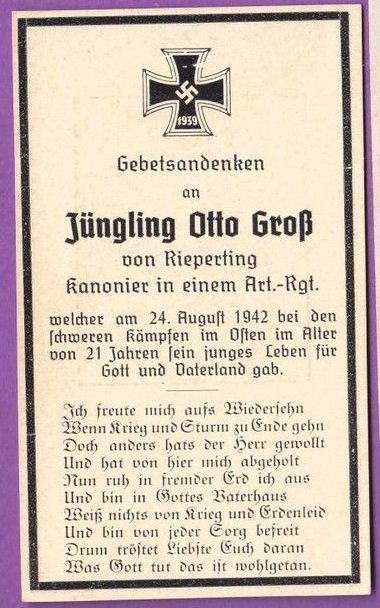 1939
Gebetsandenken
an
Jüngling Otto Groß
von Rieperting
Kanonier in einem Art.-Rgt.
welcher am 24. August 1942 bei den
schweren Kämpfen im Osten im Alter
von 21 Jahren sein junges Leben für
Gott und Vaterland gab.
Ich freute mich aufs Wiedersehn
Wenn Krieg und Sturm zu Ende gehn
Doch anders hats der Herr gewollt
Und hat von hier mich abgeholt
Nun ruh in fremder Erd ich aus
Und bin in Gottes Vaterhaus
Weiß nichts von Krieg und Erdenleid
Und bin von jeder Sorg befreit
Drum tröstet Liebste Euch daran
Was Gott tut das ist wohlgetan.